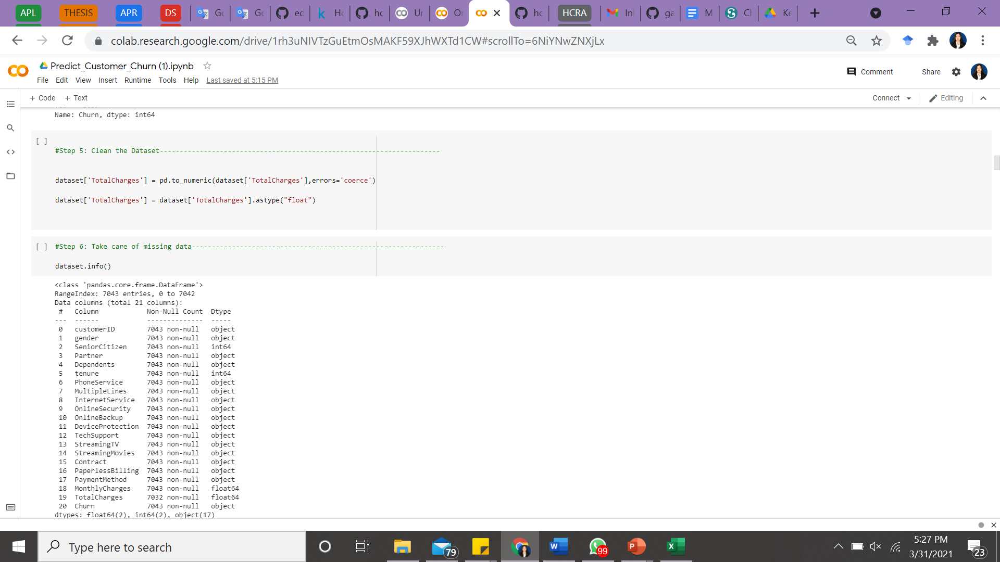 APL THESIS APR DS Gc Gc ed Ho hc Ur Or hc HCRA In ga M Cl Ke
colab.research.google.com/drive/1rh3uNIVTzGuEtmOsMAKF59XJhWXTd1CW#scrollTo=6NiYNwZNXjLx
Predict_Customer_Churn (1).ipynb
Comment Share
File Edit View Insert Runtime Tools Help Last saved at 5:15 PM
+ Code + Text Connect Editing
Name: Churn, dtype: int64
[ ]
#Step 5: Clean the Dataset----------------------------------------------------------------------
dataset['TotalCharges'] = pd.to_numeric(dataset['TotalCharges'],errors='coerce')
dataset['TotalCharges'] = dataset['TotalCharges'].astype("float")
[ ] #Step 6: Take care of missing data---------------------------------------------------------------
dataset.info()
<class 'pandas.core.frame.DataFrame'>
RangeIndex: 7043 entries, 0 to 7042
Data columns (total 21 columns):
 #   Column            Non-Null Count  Dtype
---  ------            --------------  -----
 0   customerID        7043 non-null   object
 1   gender            7043 non-null   object
 2   SeniorCitizen     7043 non-null   int64
 3   Partner           7043 non-null   object
 4   Dependents        7043 non-null   object
 5   tenure            7043 non-null   int64
 6   PhoneService      7043 non-null   object
 7   MultipleLines     7043 non-null   object
 8   InternetService   7043 non-null   object
 9   OnlineSecurity    7043 non-null   object
 10  OnlineBackup      7043 non-null   object
 11  DeviceProtection  7043 non-null   object
 12  TechSupport       7043 non-null   object
 13  StreamingTV       7043 non-null   object
 14  StreamingMovies   7043 non-null   object
 15  Contract          7043 non-null   object
 16  PaperlessBilling  7043 non-null   object
 17  PaymentMethod     7043 non-null   object
 18  MonthlyCharges    7043 non-null   float64
 19  TotalCharges      7032 non-null   float64
 20  Churn             7043 non-null   object
dtypes: float64(2), int64(2), object(17)
Type here to search
79
99
5:27 PM
3/31/2021
23